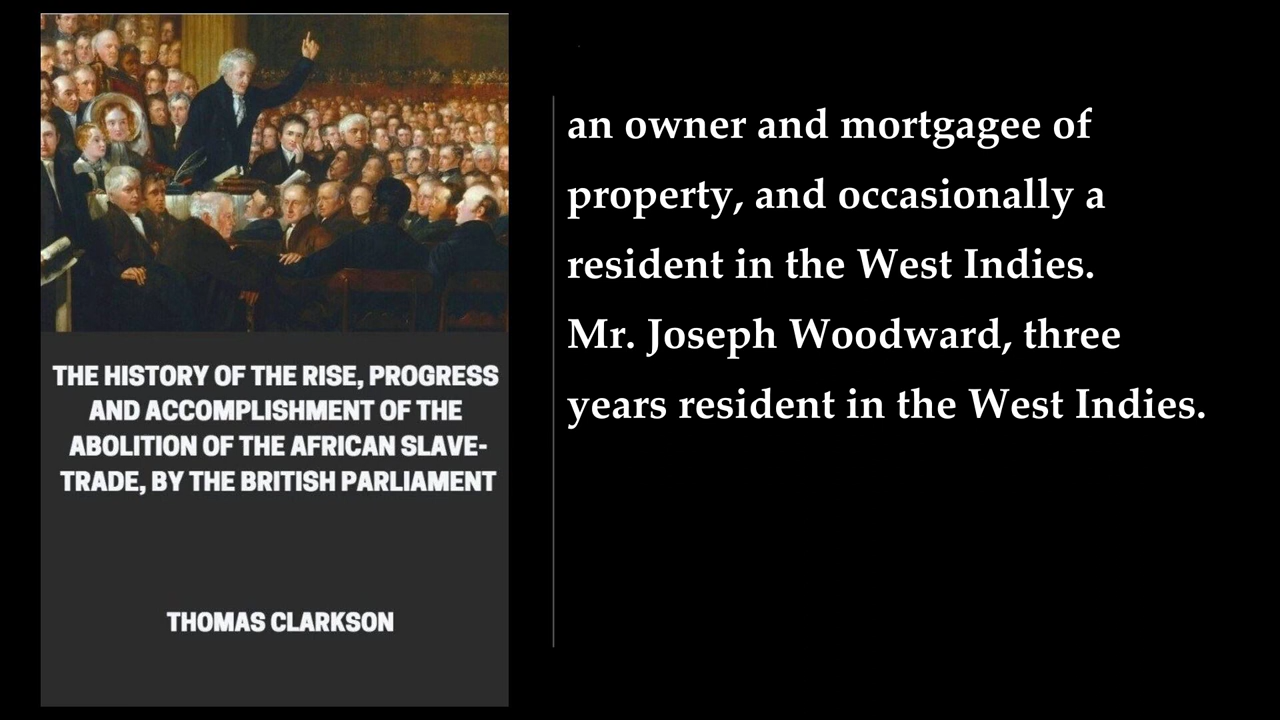 THE HISTORY OF THE RISE, PROGRESS
AND ACCOMPLISHMENT OF THE
ABOLITION OF THE AFRICAN SLAVE-
TRADE, BY THE BRITISH PARLIAMENT
THOMAS CLARKSON
an owner and mortgagee of
property, and occasionally a
resident in the West Indies.
Mr. Joseph Woodward, three
years resident in the West Indies.